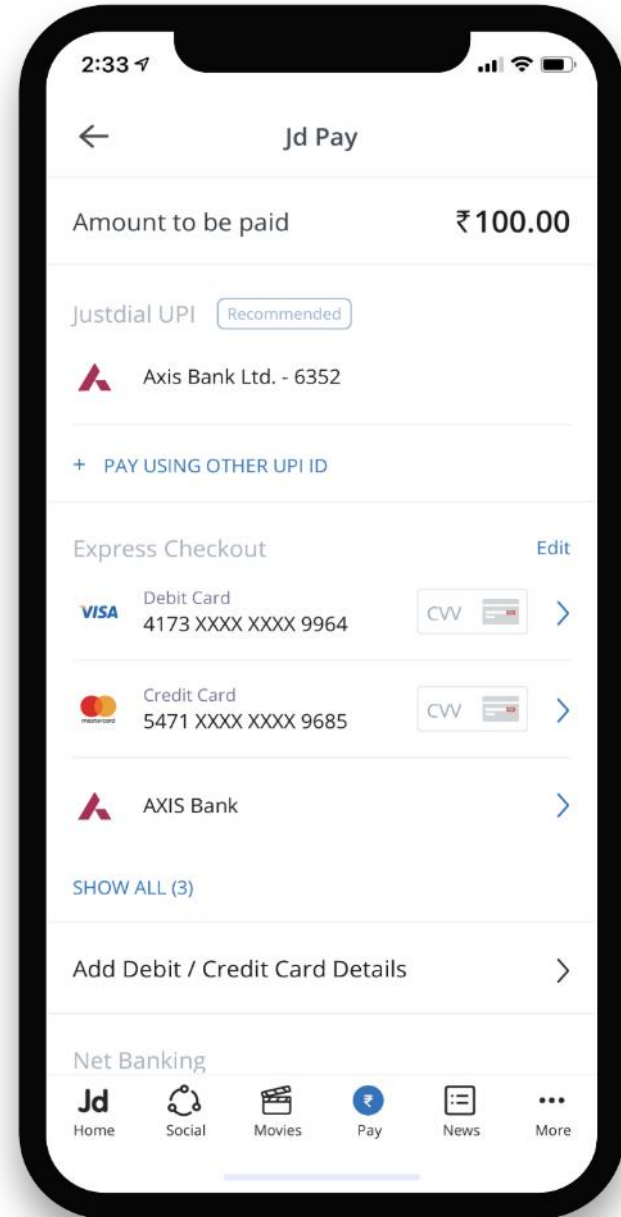 2:33
Jd Pay
Amount to be paid ₹100.00
Justdial UPI Recommended
Axis Bank Ltd. - 6352
+ PAY USING OTHER UPI ID
Express Checkout Edit
VISA Debit Card CVV
4173 XXXX XXXX 9964
Credit Card CVV
mastercard 5471 XXXX XXXX 9685
AXIS Bank
SHOW ALL (3)
Add Debit / Credit Card Details
Net Banking
Jd ₹
Home Social Movies Pay News More